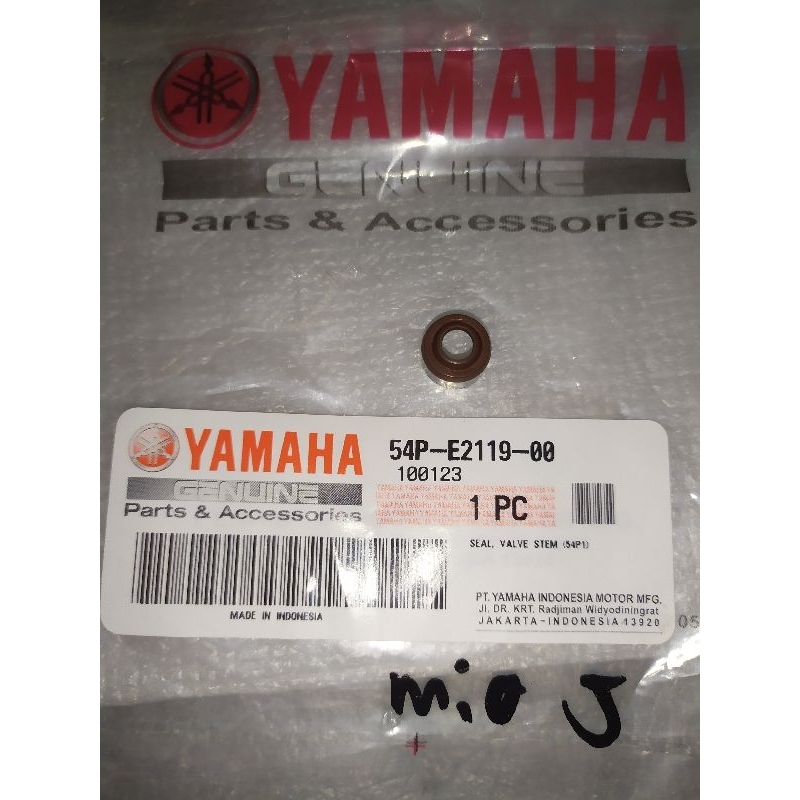 YAMAHA
GENUINE
Parts & Accessories
YAMAHA 54P-E2119-00
100123
GENUINE
Parts & Accessories
1 PC
SEAL, VALVE STEM (54P1)
MADE IN INDONESIA
PT. YAMAHA INDONESIA MOTOR MFG.
Jl. DR. KRT. Radjiman Widyodiningrat
JAKARTA-INDONESIA 13920
05
mio J